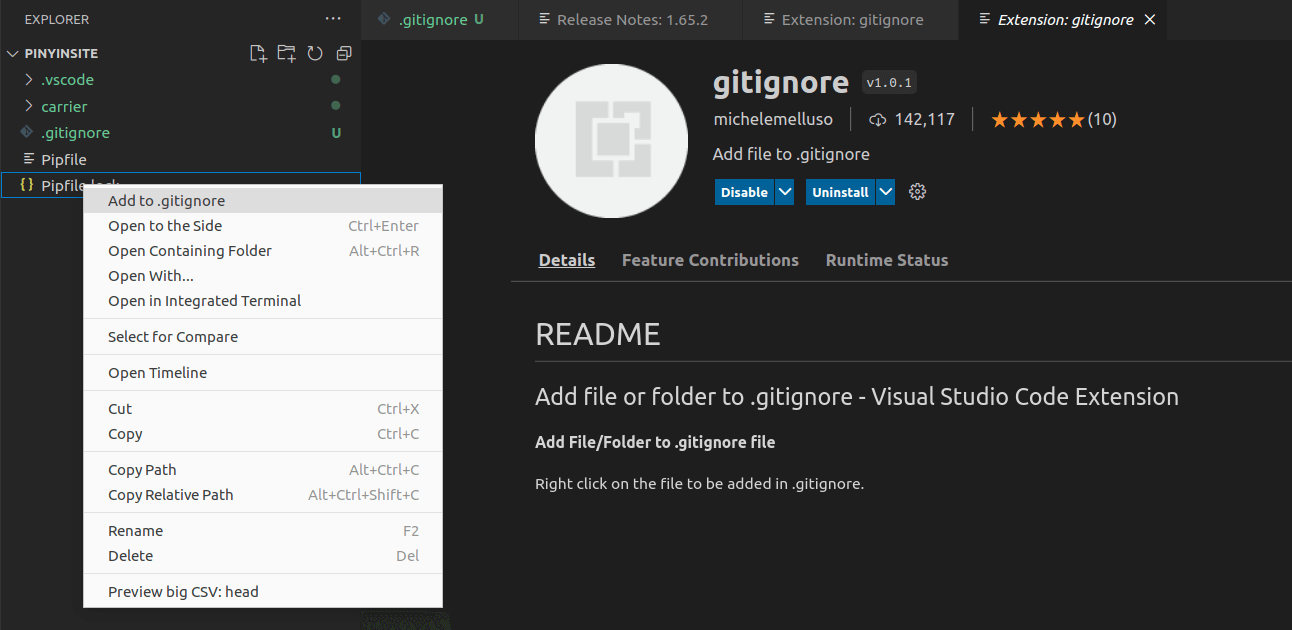 EXPLORER
.gitignore U
Release Notes: 1.65.2
Extension: gitignore
Extension: gitignore
PINYINSITE
.vscode
carrier
.gitignore U
Pipfile
Pipfile.lock
Add to .gitignore
Open to the Side Ctrl+Enter
Open Containing Folder Alt+Ctrl+R
Open With...
Open in Integrated Terminal
Select for Compare
Open Timeline
Cut Ctrl+X
Copy Ctrl+C
Copy Path Alt+Ctrl+C
Copy Relative Path Alt+Ctrl+Shift+C
Rename F2
Delete Del
Preview big CSV: head
gitignore v1.0.1
michelemelluso 142,117 (10)
Add file to .gitignore
Disable Uninstall
Details Feature Contributions Runtime Status
README
Add file or folder to .gitignore - Visual Studio Code Extension
Add File/Folder to .gitignore file
Right click on the file to be added in .gitignore.